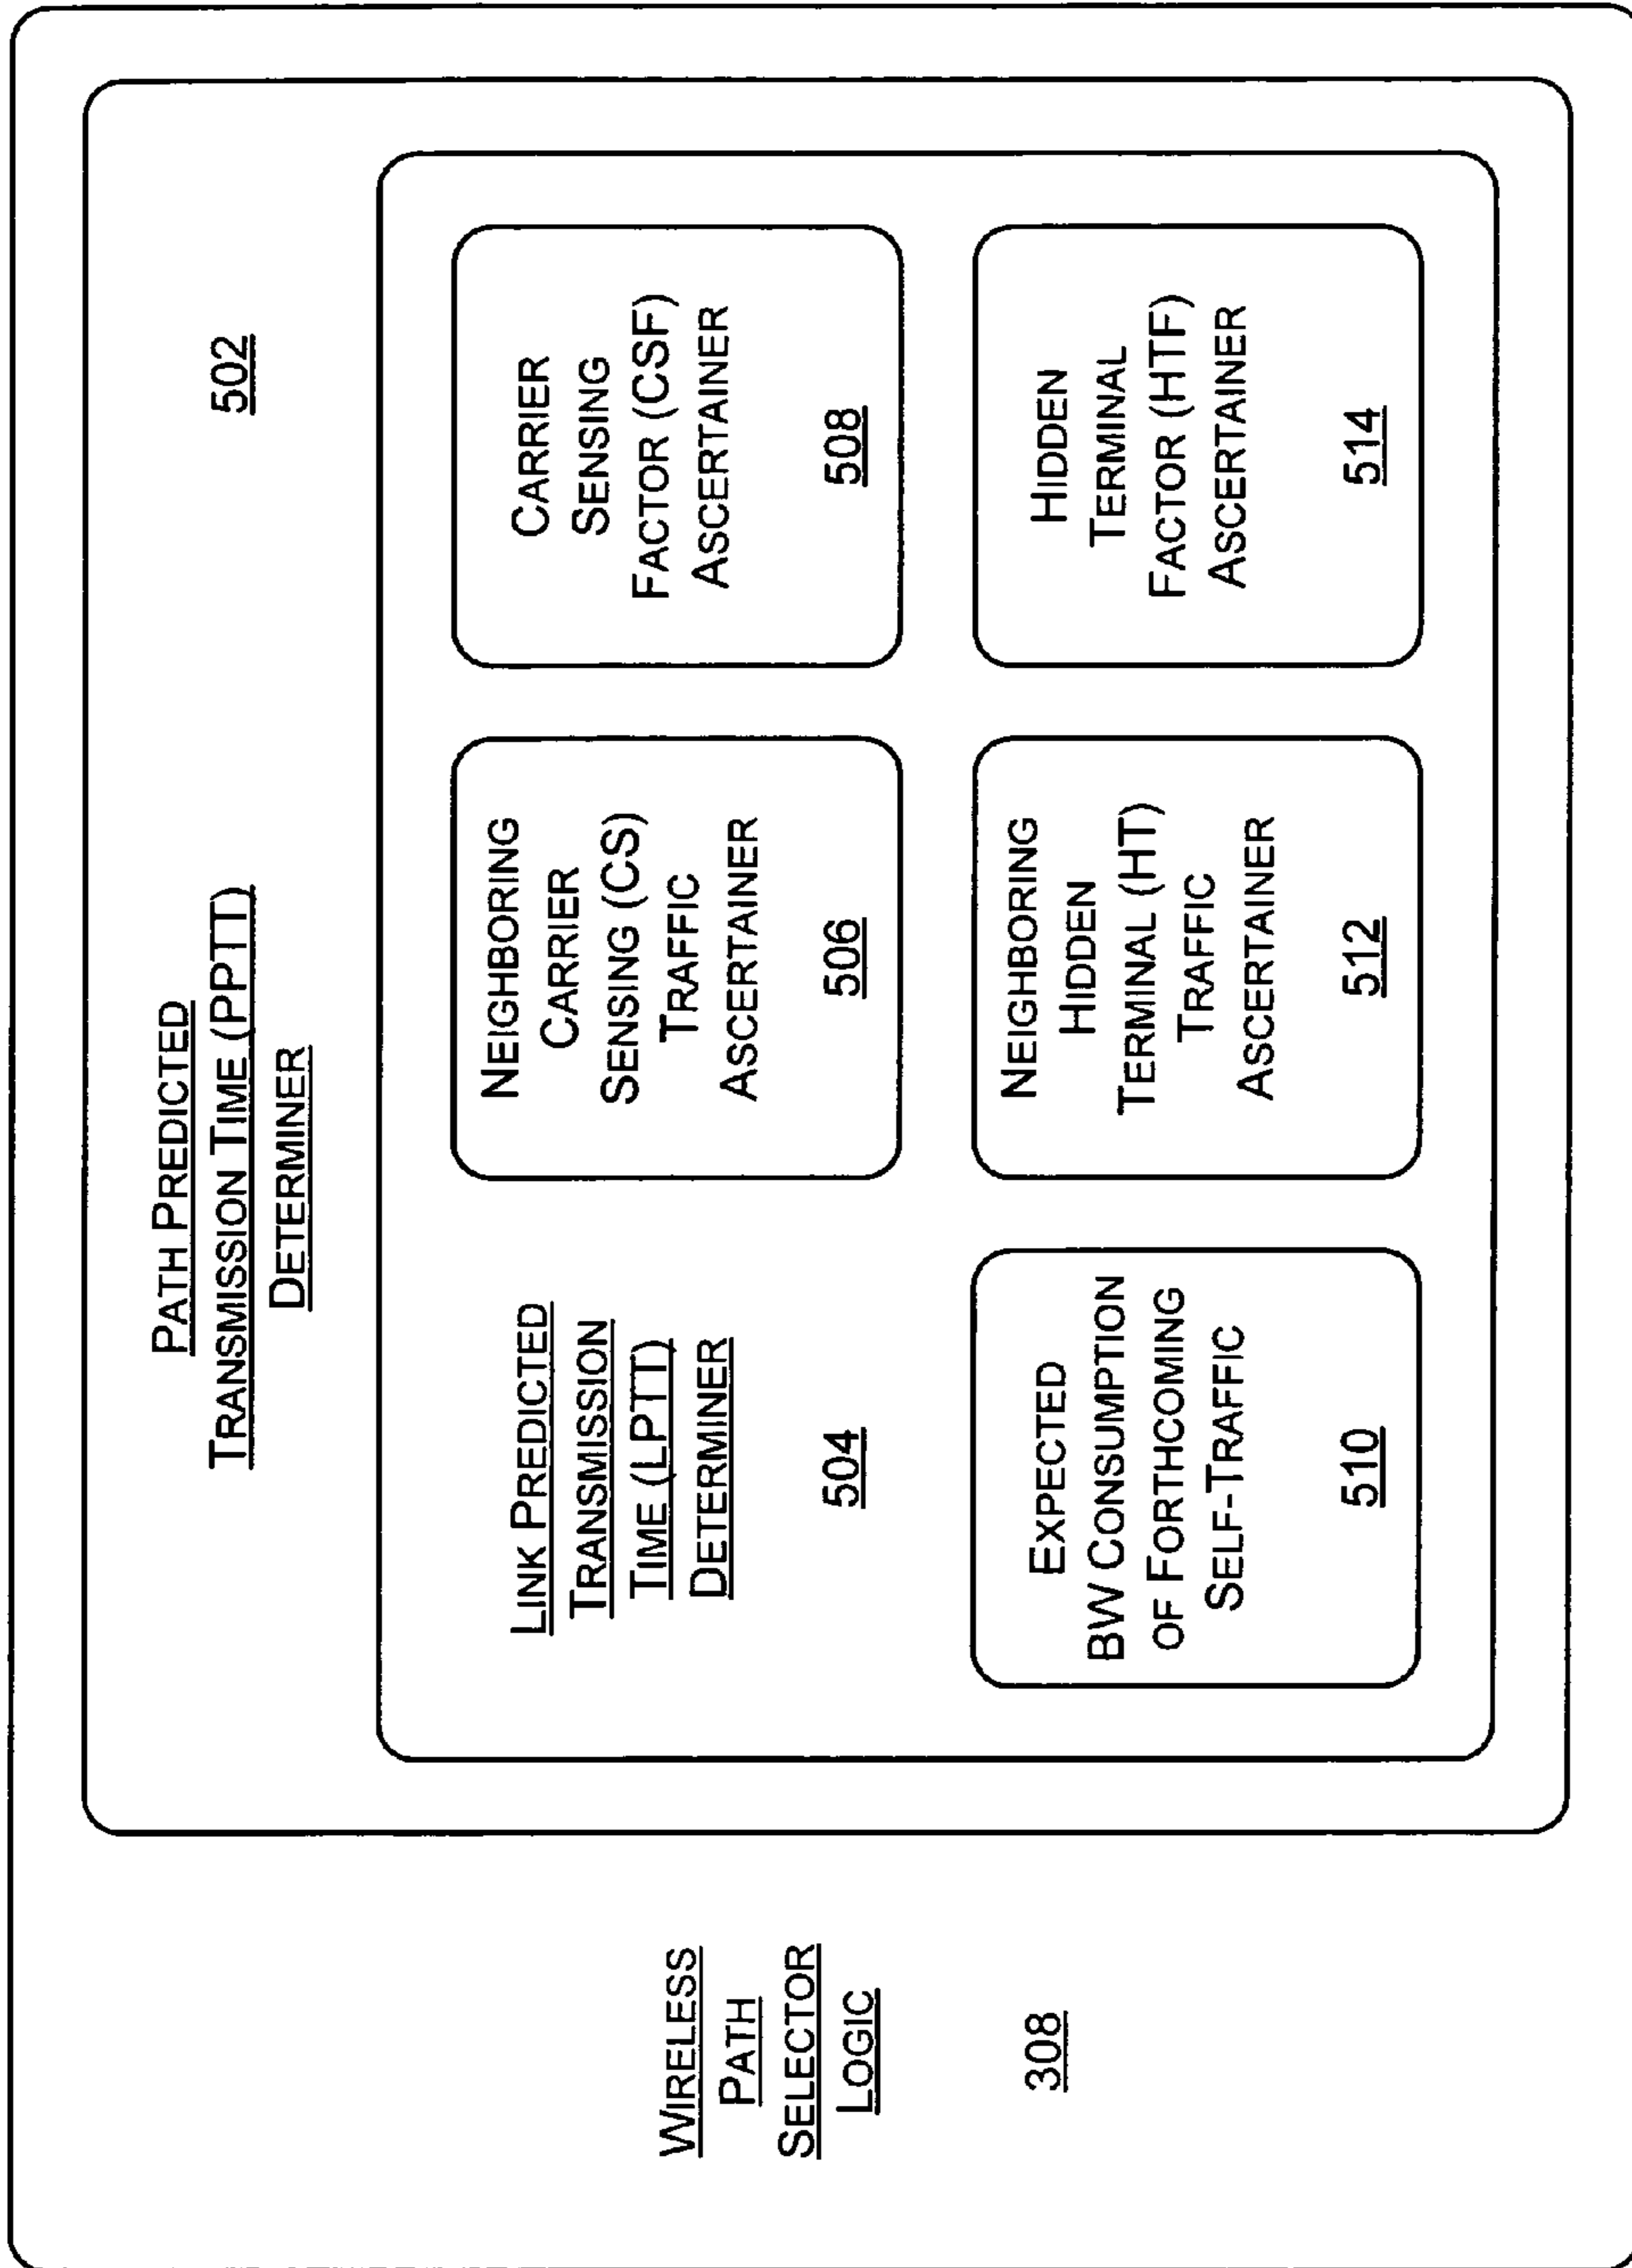 PATH PREDICTED
TRANSMISSION TIME (PPTT)
DETERMINER
502
WIRELESS
PATH
SELECTOR
LOGIC
308
LINK PREDICTED
TRANSMISSION
TIME (LPTT)
DETERMINER
504
NEIGHBORING
CARRIER
SENSING (CS)
TRAFFIC
ASCERTAINER
506
CARRIER
SENSING
FACTOR (CSF)
ASCERTAINER
508
EXPECTED
BW CONSUMPTION
OF FORTHCOMING
SELF-TRAFFIC
510
NEIGHBORING
HIDDEN
TERMINAL (HT)
TRAFFIC
ASCERTAINER
512
HIDDEN
TERMINAL
FACTOR (HTF)
ASCERTAINER
514